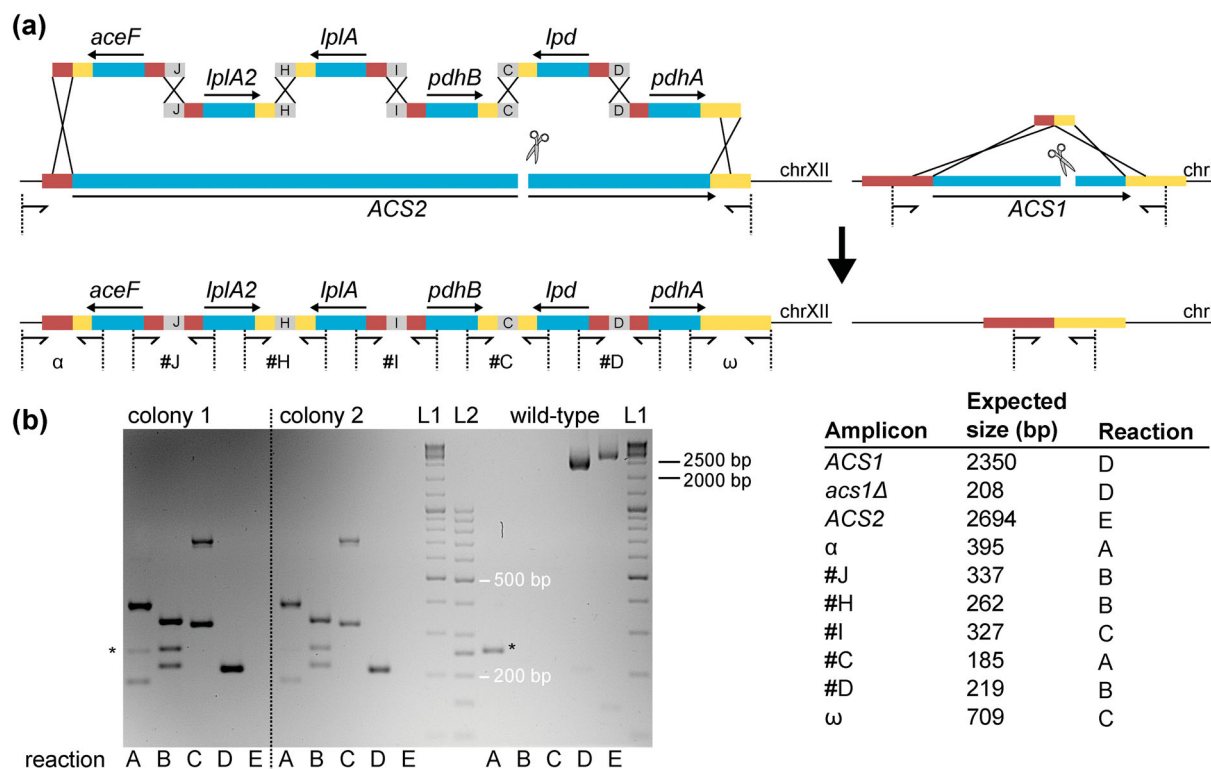 (a)
aceF lplA lpd
J H I C D
lplA2 pdhB pdhA
J H I C D
chrXII chr
ACS2 ACS1
aceF lplA2 lplA pdhB lpd pdhA
J H I C D
chrXII chr
α #J #H #I #C #D ω
(b)
colony 1 colony 2 L1 L2 wild-type L1
2500 bp
2000 bp
500 bp
* *
200 bp
reaction A B C D E A B C D E A B C D E
Amplicon Expected size (bp) Reaction
ACS1 2350 D
acs1Δ 208 D
ACS2 2694 E
α 395 A
#J 337 B
#H 262 B
#I 327 C
#C 185 A
#D 219 B
ω 709 C